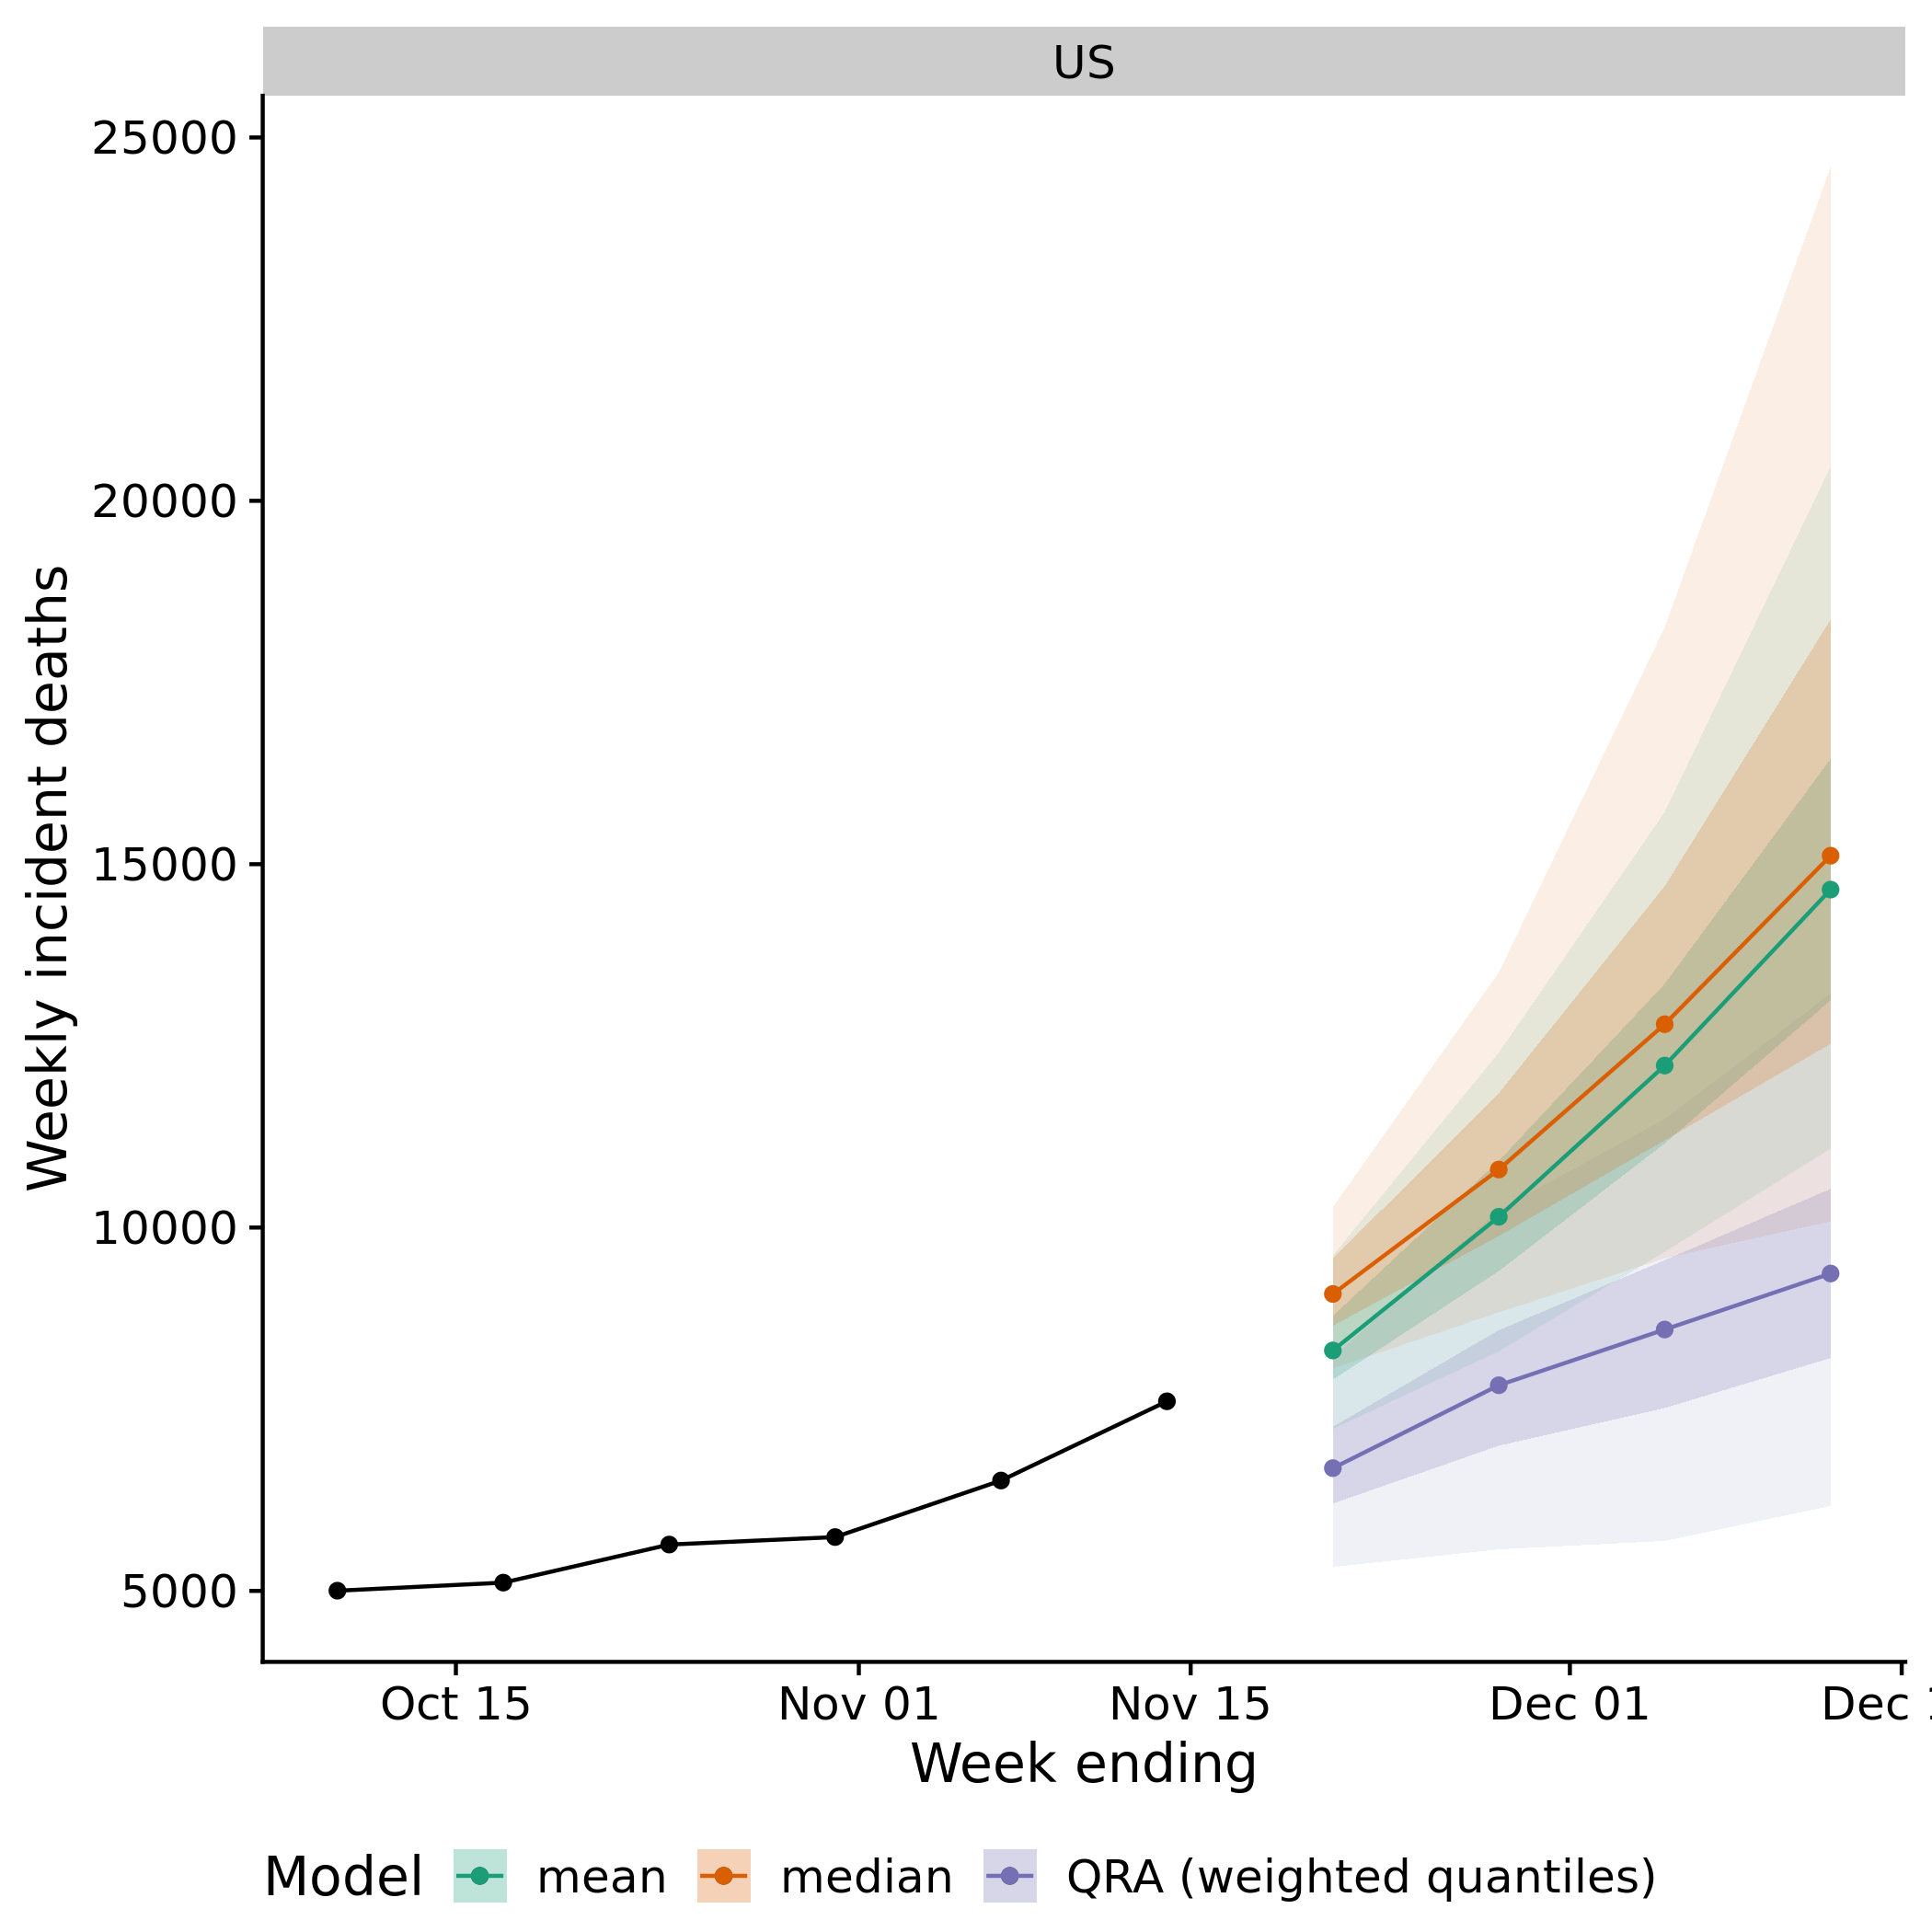 US
Weekly incident deaths
25000
20000
15000
10000
5000
Oct 15
Nov 01
Nov 15
Dec 01
Dec
Week ending
Model
mean
median
QRA (weighted quantiles)